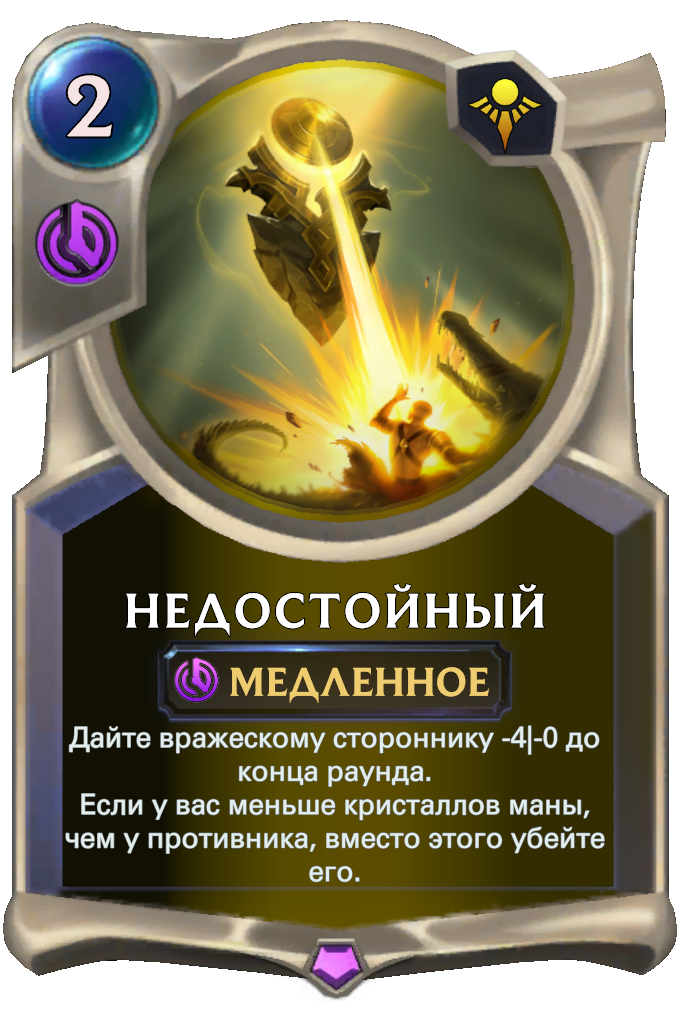 2
НЕДОСТОЙНЫЙ
МЕДЛЕННОЕ
Дайте вражескому стороннику -4|-0 до
конца раунда.
Если у вас меньше кристаллов маны,
чем у противника, вместо этого убейте
его.